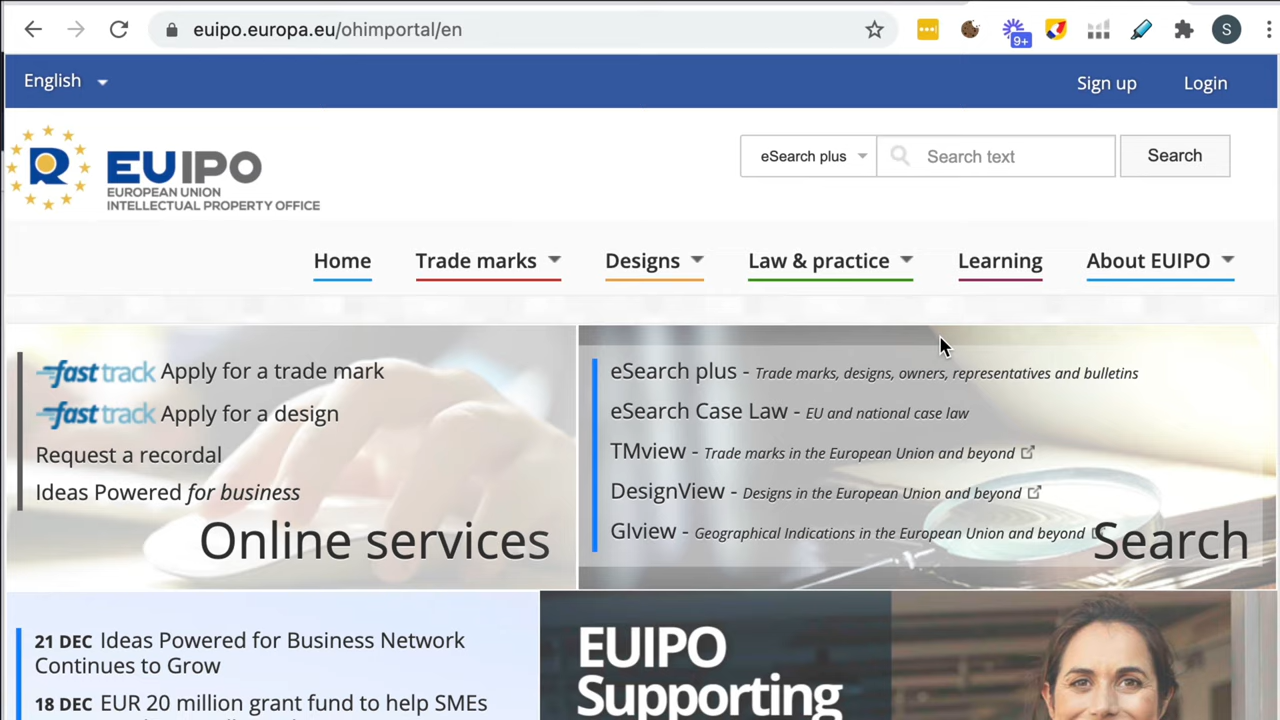 euipo.europa.eu/ohimportal/en
9+
S
English
Sign up
Login
R
EUIPO
EUROPEAN UNION
INTELLECTUAL PROPERTY OFFICE
eSearch plus
Search text
Search
Home
Trade marks
Designs
Law & practice
Learning
About EUIPO
fast track Apply for a trade mark
fast track Apply for a design
Request a recordal
Ideas Powered for business
Online services
eSearch plus - Trade marks, designs, owners, representatives and bulletins
eSearch Case Law - EU and national case law
TMview - Trade marks in the European Union and beyond
DesignView - Designs in the European Union and beyond
GIview - Geographical Indications in the European Union and beyond
Search
21 DEC Ideas Powered for Business Network
Continues to Grow
18 DEC EUR 20 million grant fund to help SMEs
EUIPO
Supporting